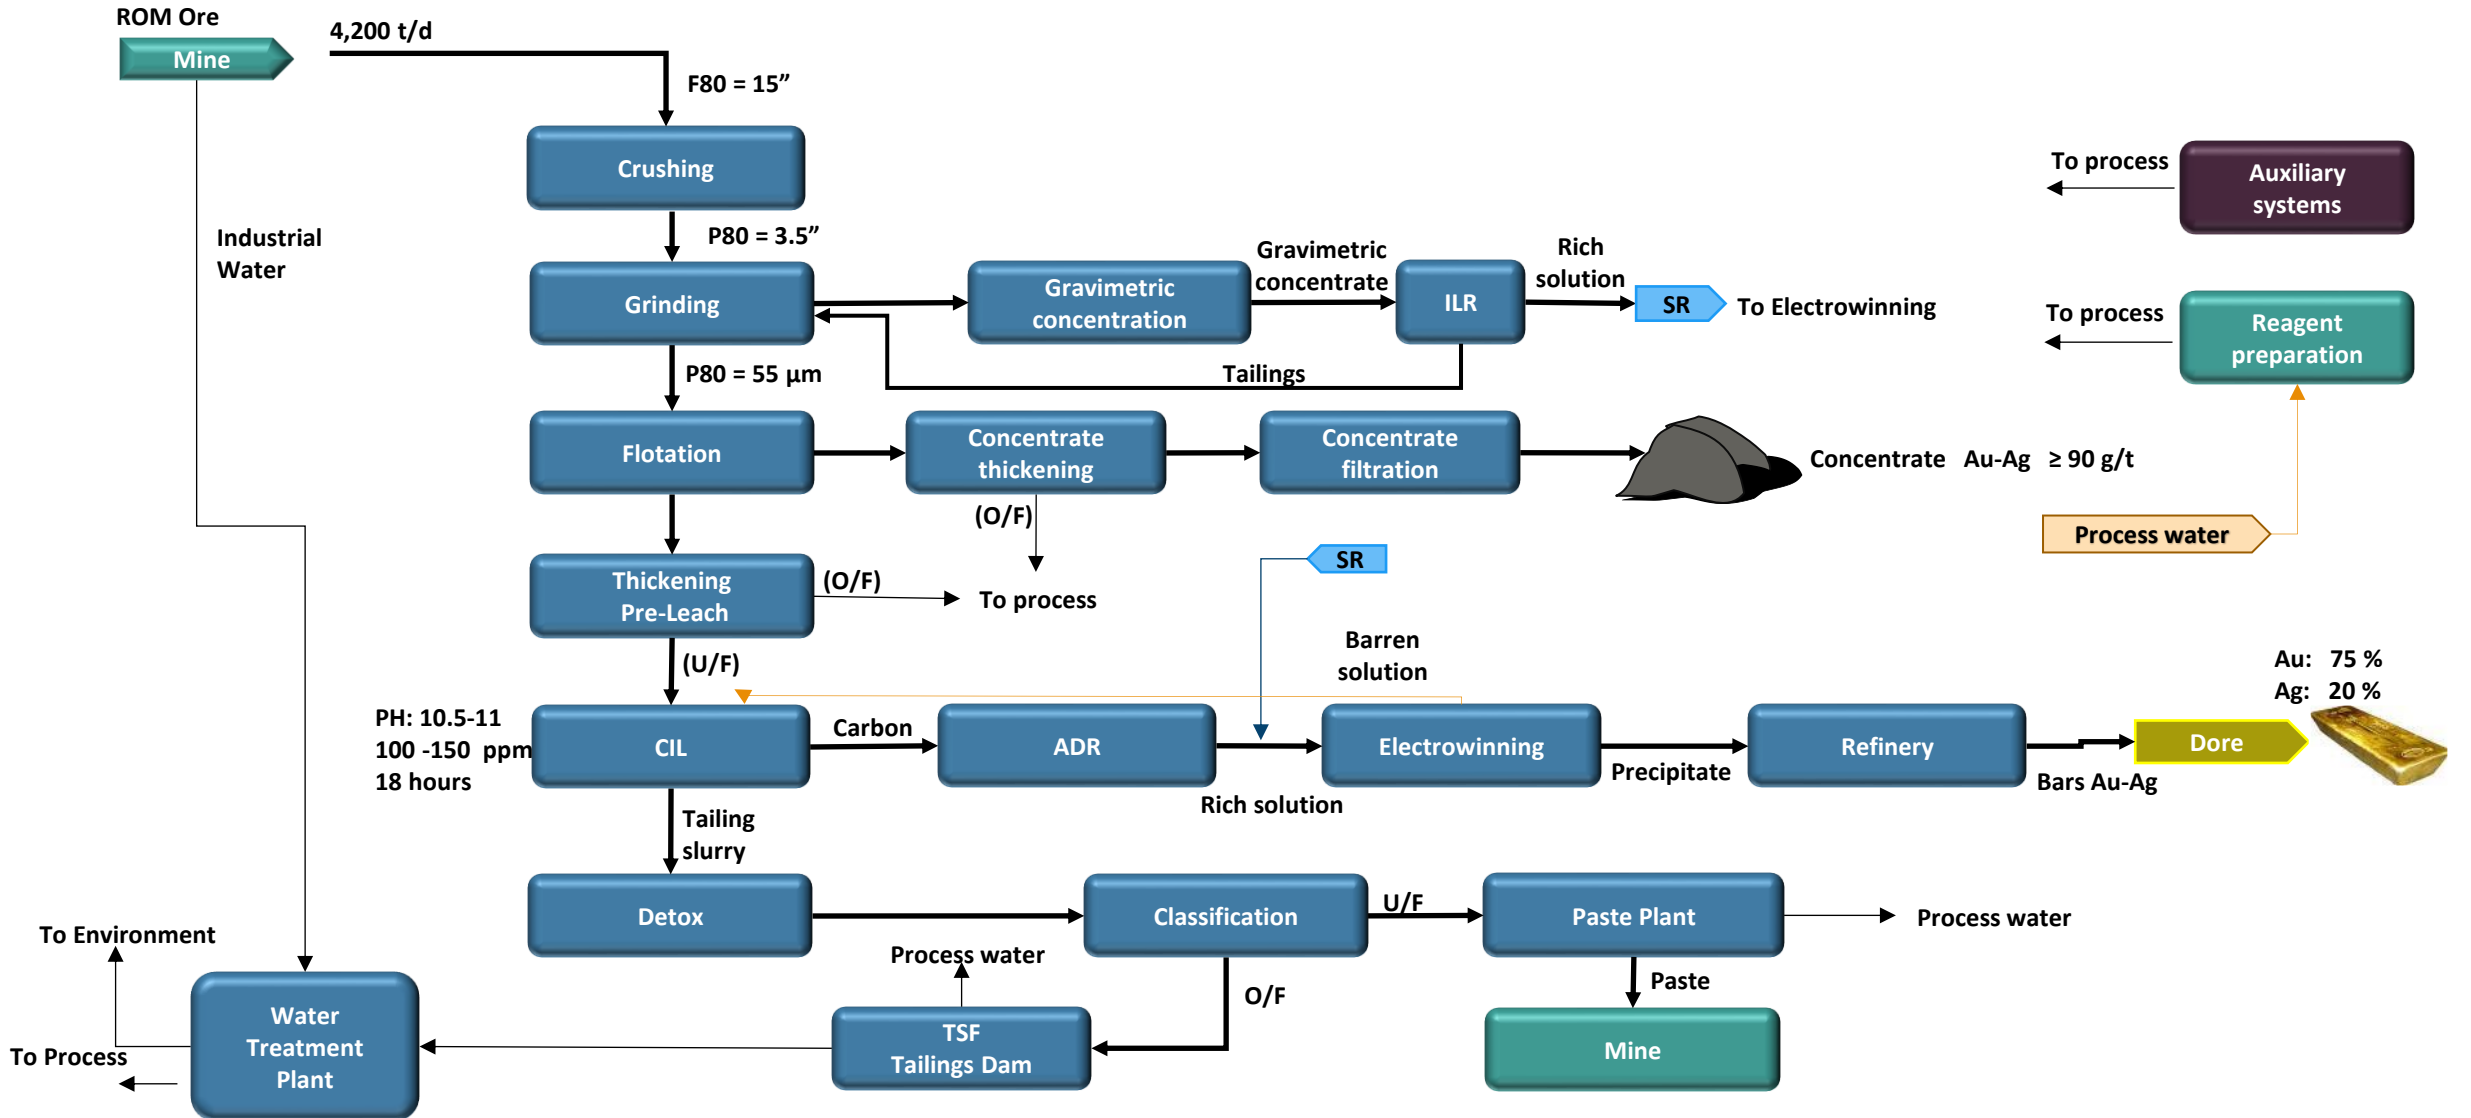 ROM Ore
Mine
4,200 t/d
F80 = 15”
Crushing
To process
Auxiliary
systems
P80 = 3.5”
Industrial
Water
Grinding
Gravimetric
concentration
Gravimetric
concentrate
ILR
Rich
solution
SR
To Electrowinning
To process
Reagent
preparation
P80 = 55 µm
Tailings
Flotation
Concentrate
thickening
Concentrate
filtration
Concentrate Au-Ag ≥ 90 g/t
(O/F)
Process water
Thickening
Pre-Leach
(O/F)
To process
SR
(U/F)
Barren
solution
Au: 75 %
Ag: 20 %
PH: 10.5-11
100 -150 ppm
18 hours
CIL
Carbon
ADR
Rich solution
Electrowinning
Precipitate
Refinery
Bars Au-Ag
Dore
Tailing
slurry
Detox
Classification
U/F
Paste Plant
Process water
To Environment
Process water
O/F
Paste
Water
Treatment
Plant
To Process
TSF
Tailings Dam
Mine